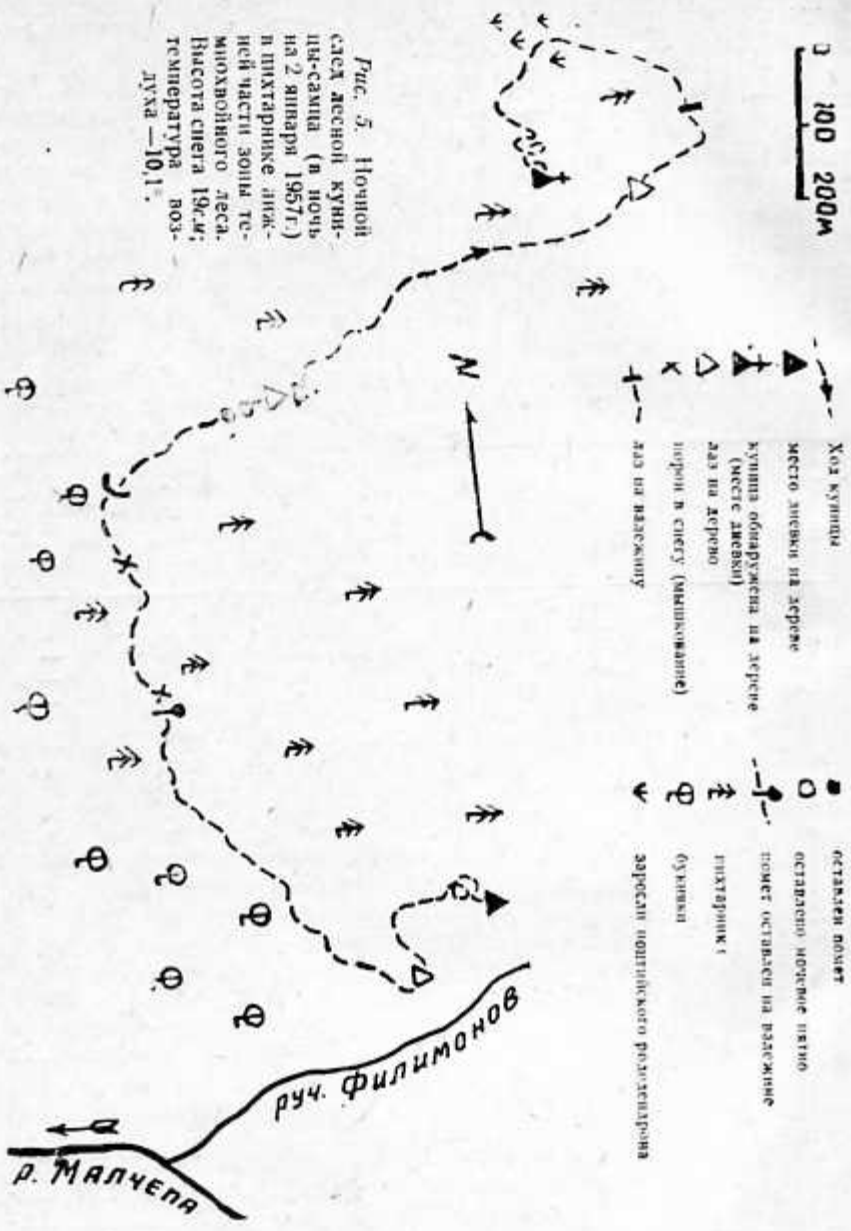 0 100 200м
Ход куницы
место дневки на дереве
куница обнаружена на дереве
(месте дневки)
лаз на дерево
порои в снегу (мышкование)
лаз на валежину
оставлен помет
оставлено мочевое пятно
помет оставлен на валежине
пихтарник
бучины
заросли понтийского рододендрона
N
Рис. 5. Ночной
след лесной куни-
цы-самца (в ночь
на 2 января 1957г.)
в пихтарнике ниж-
ней части зоны те-
мнохвойного леса.
Высота снега 19см;
температура воз-
духа —10,1°.
руч. Филимонов
р. Малчепа